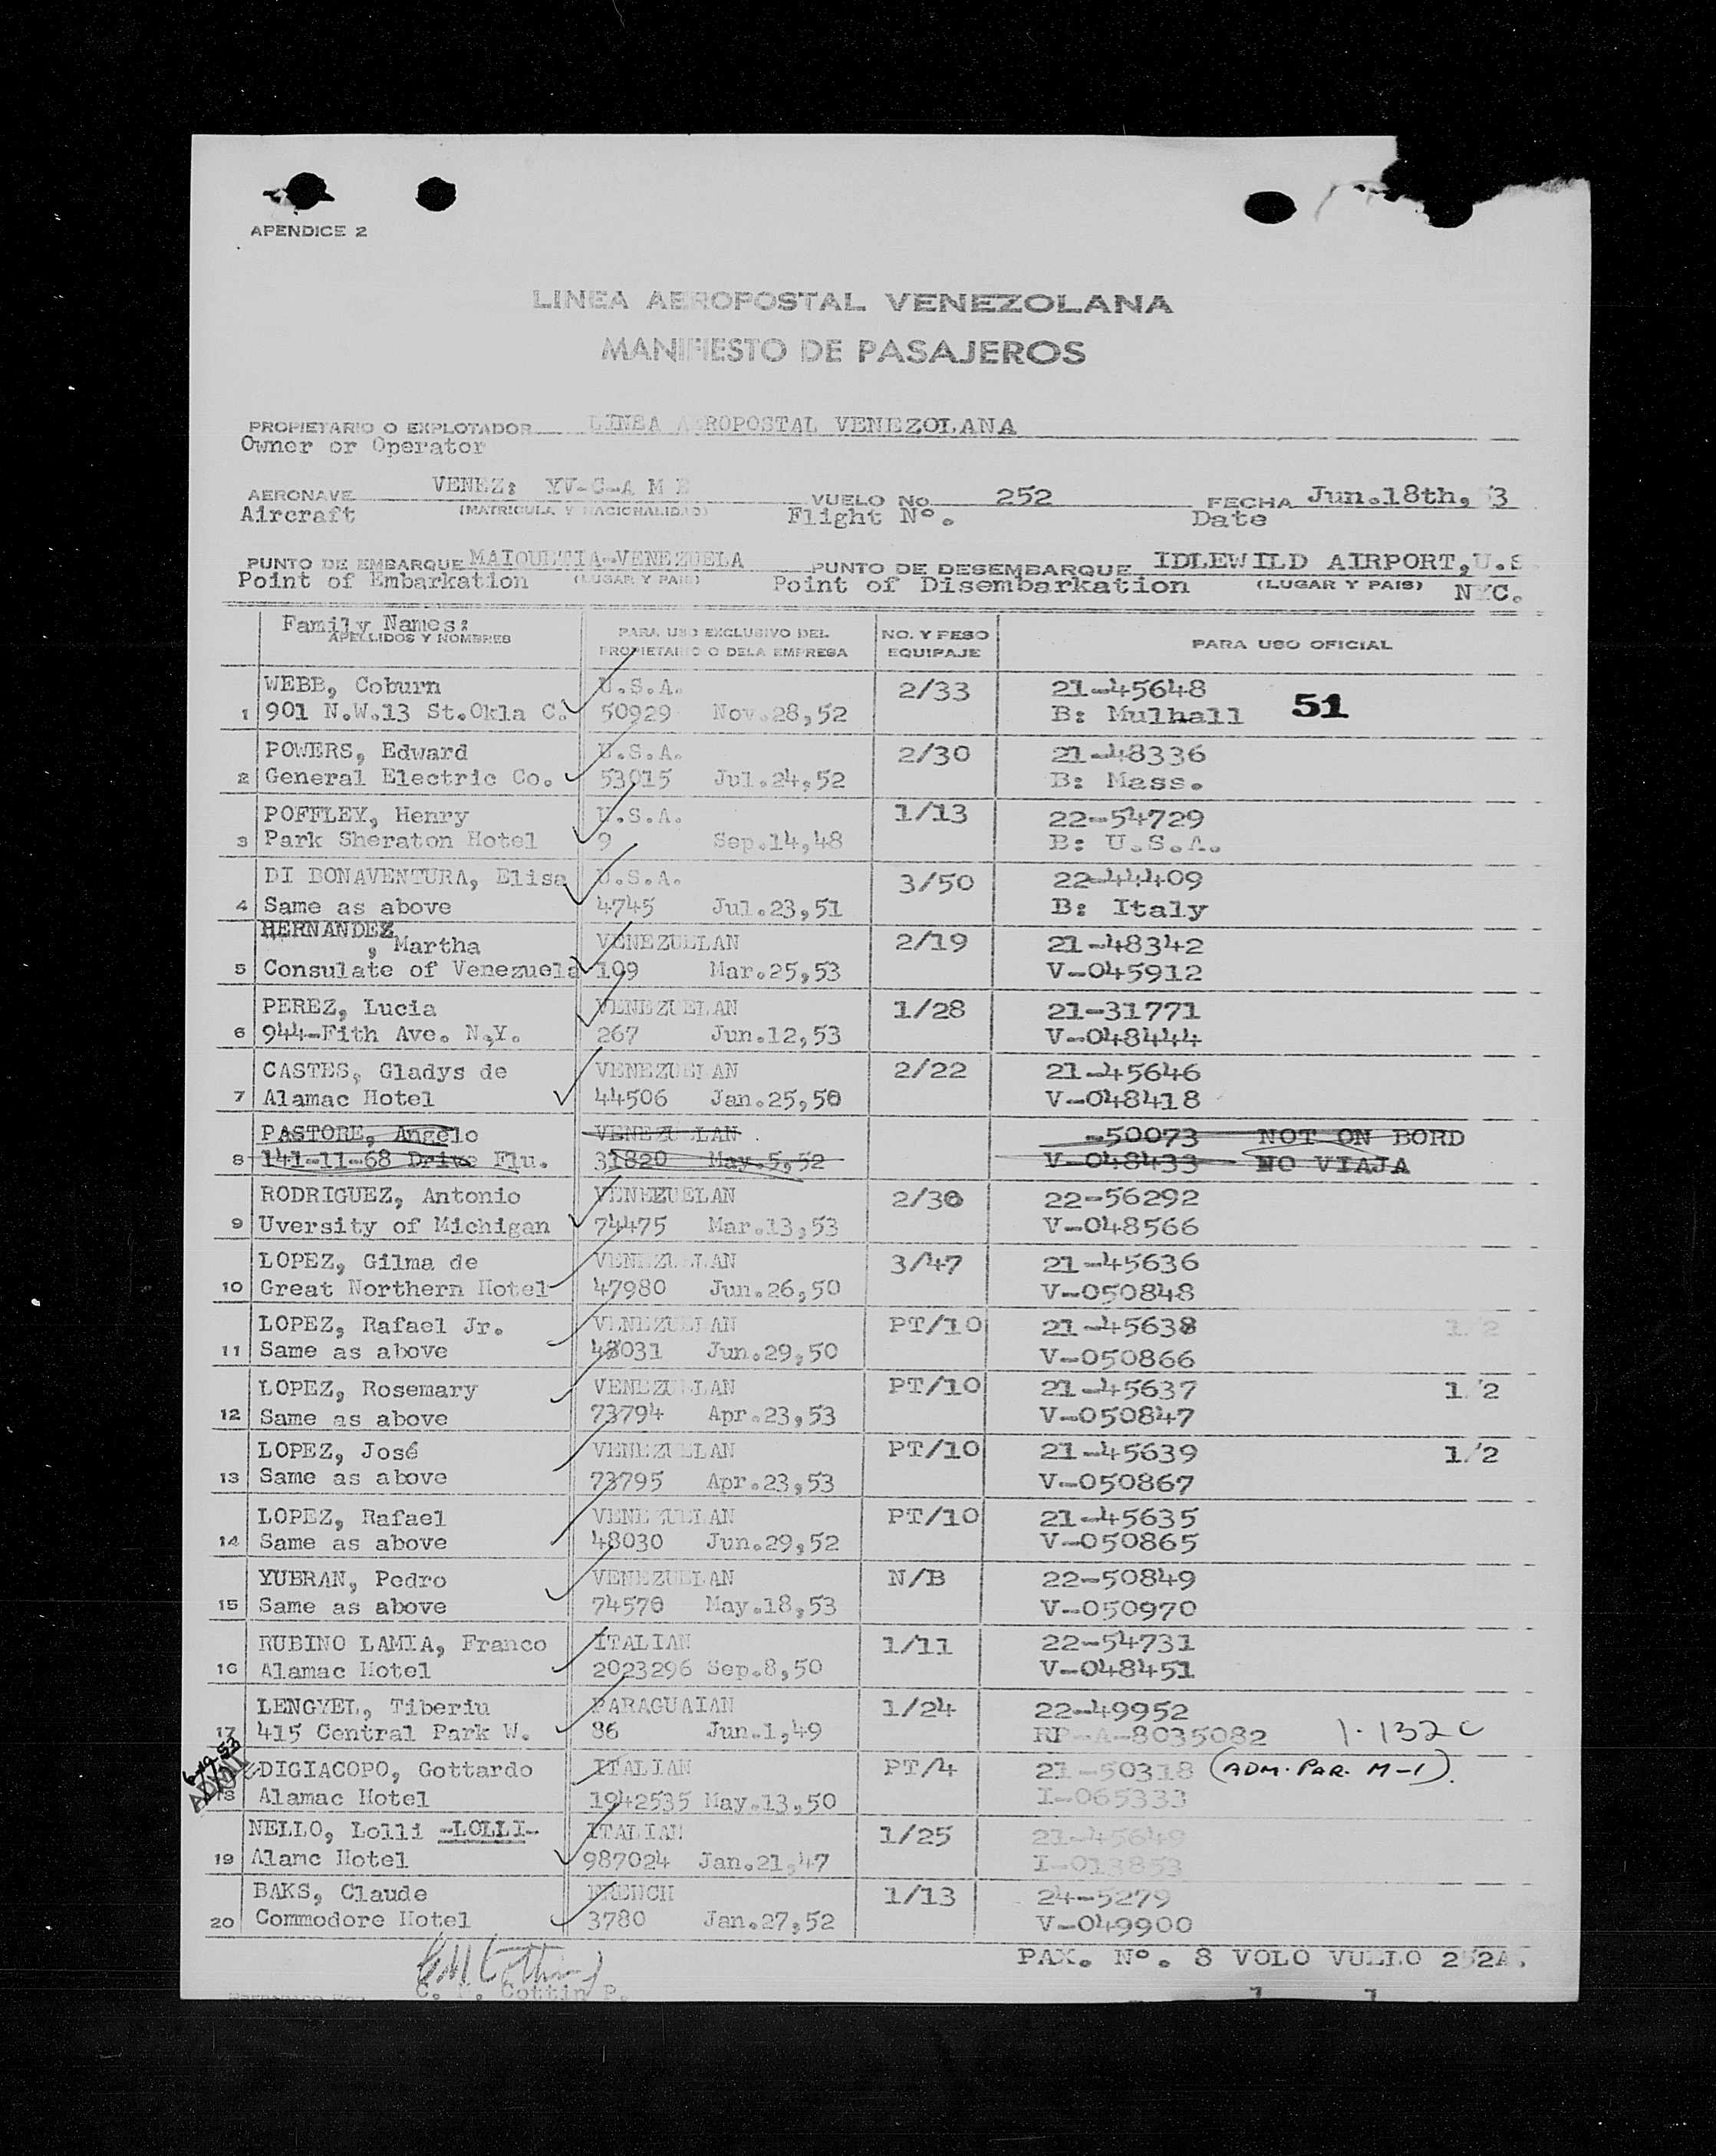 APENDICE 2
LINEA AEROPOSTAL VENEZOLANA
MANIFIESTO DE PASAJEROS
PROPIETARIO O EXPLOTADOR LINEA AEROPOSTAL VENEZOLANA
Owner or Operator
AERONAVE VENEZ: YV-C-A M E VUELO No 252 FECHA Jun.18th, 53
Aircraft (MATRICULA Y NACIONALIDAD) Flight Nº. Date
PUNTO DE EMBARQUE MAIQUETIA-VENEZUELA PUNTO DE DESEMBARQUE IDLEWILD AIRPORT,U.S.
Point of Embarkation (LUGAR Y PAIS) Point of Disembarkation (LUGAR Y PAIS) NYC.
Family Names:
APELLIDOS Y NOMBRES PARA USO EXCLUSIVO DEL PROPIETARIO O DE LA EMPRESA NO. Y PESO EQUIPAJE PARA USO OFICIAL
WEBB, Coburn U.S.A. 2/33 21-45648
1 901 N.W.13 St.Okla C. 50929 Nov.28,52 B: Mulhall 51
POWERS, Edward U.S.A. 2/30 21-48336
2 General Electric Co. 53015 Jul.24,52 B: Mass.
POFFLEY, Henry U.S.A. 1/13 22-54729
3 Park Sheraton Hotel 9 Sep.14,48 B: U.S.A.
DI BONAVENTURA, Elisa U.S.A. 3/50 22-44409
4 Same as above 4745 Jul.23,51 B: Italy
HERNANDEZ
, Martha VENEZUELAN 2/19 21-48342
5 Consulate of Venezuela 109 Mar.25,53 V-045912
PEREZ, Lucia VENEZUELAN 1/28 21-31771
6 944-Fith Ave. N.Y. 267 Jun.12,53 V-048444
CASTES, Gladys de VENEZUELAN 2/22 21-45646
7 Alamac Hotel 44506 Jan.25,50 V-048418
PASTORE, Angelo VENEZUELAN -50073 NOT ON BORD
8 141-11-68 Drive Flu. 31820 May.5,52 V-048433 NO VIAJA
RODRIGUEZ, Antonio VENEZUELAN 2/30 22-56292
9 Uversity of Michigan 74475 Mar.13,53 V-048566
LOPEZ, Gilma de VENEZUELAN 3/47 21-45636
10 Great Northern Hotel 47980 Jun.26,50 V-050848
LOPEZ, Rafael Jr. VENEZUELAN PT/10 21-45638 1/2
11 Same as above 48031 Jun.29,50 V-050866
LOPEZ, Rosemary VENEZUELAN PT/10 21-45637 1/2
12 Same as above 73794 Apr.23,53 V-050847
LOPEZ, José VENEZUELAN PT/10 21-45639 1/2
13 Same as above 73795 Apr.23,53 V-050867
LOPEZ, Rafael VENEZUELAN PT/10 21-45635
14 Same as above 48030 Jun.29,52 V-050865
YUBRAN, Pedro VENEZUELAN N/B 22-50849
15 Same as above 74570 May.18,53 V-050970
RUBINO LAMIA, Franco ITALIAN 1/11 22-54731
16 Alamac Hotel 2023296 Sep.8,50 V-048451
LENGYEL, Tiberiu PARAGUAIAN 1/24 22-49952
17 415 Central Park W. 86 Jun.1,49 RP-A-8035082 1·132c
6-19-53
DIGIACOPO, Gottardo ITALIAN PT/4 21-50318 (ADM. PAR. M-1).
18 Alamac Hotel 1942535 May.13,50 I-065333
NELLO, Lolli -LOLLI- ITALIAN 1/25 21-45649
19 Alamc Hotel 987024 Jan.21,47 I-013853
BAKS, Claude FRENCH 1/13 24-5279
20 Commodore Hotel 3780 Jan.27,52 V-049900
PAX. Nº. 8 VOLO VUELO 252A.
C. M. Cottin P.